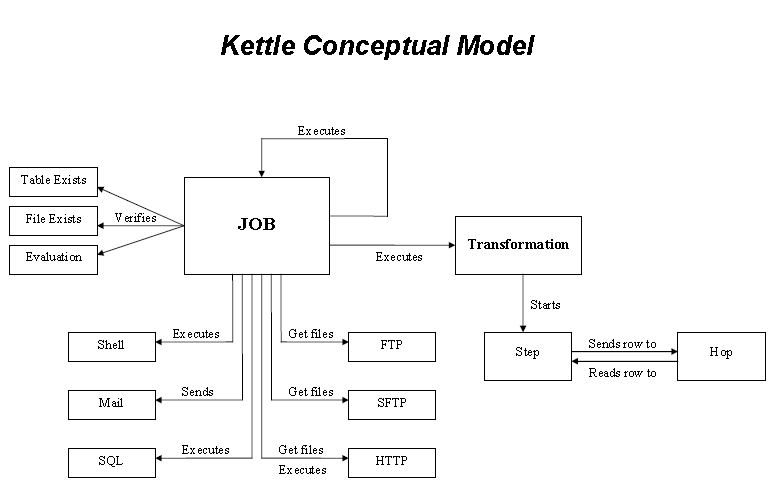 Kettle Conceptual Model
Executes
Table Exists
File Exists
Verifies
Evaluation
JOB
Executes
Transformation
Starts
Executes
Shell
Get files
FTP
Step
Sends row to
Reads row to
Hop
Mail
Sends
Get files
SFTP
SQL
Executes
Get files
Executes
HTTP